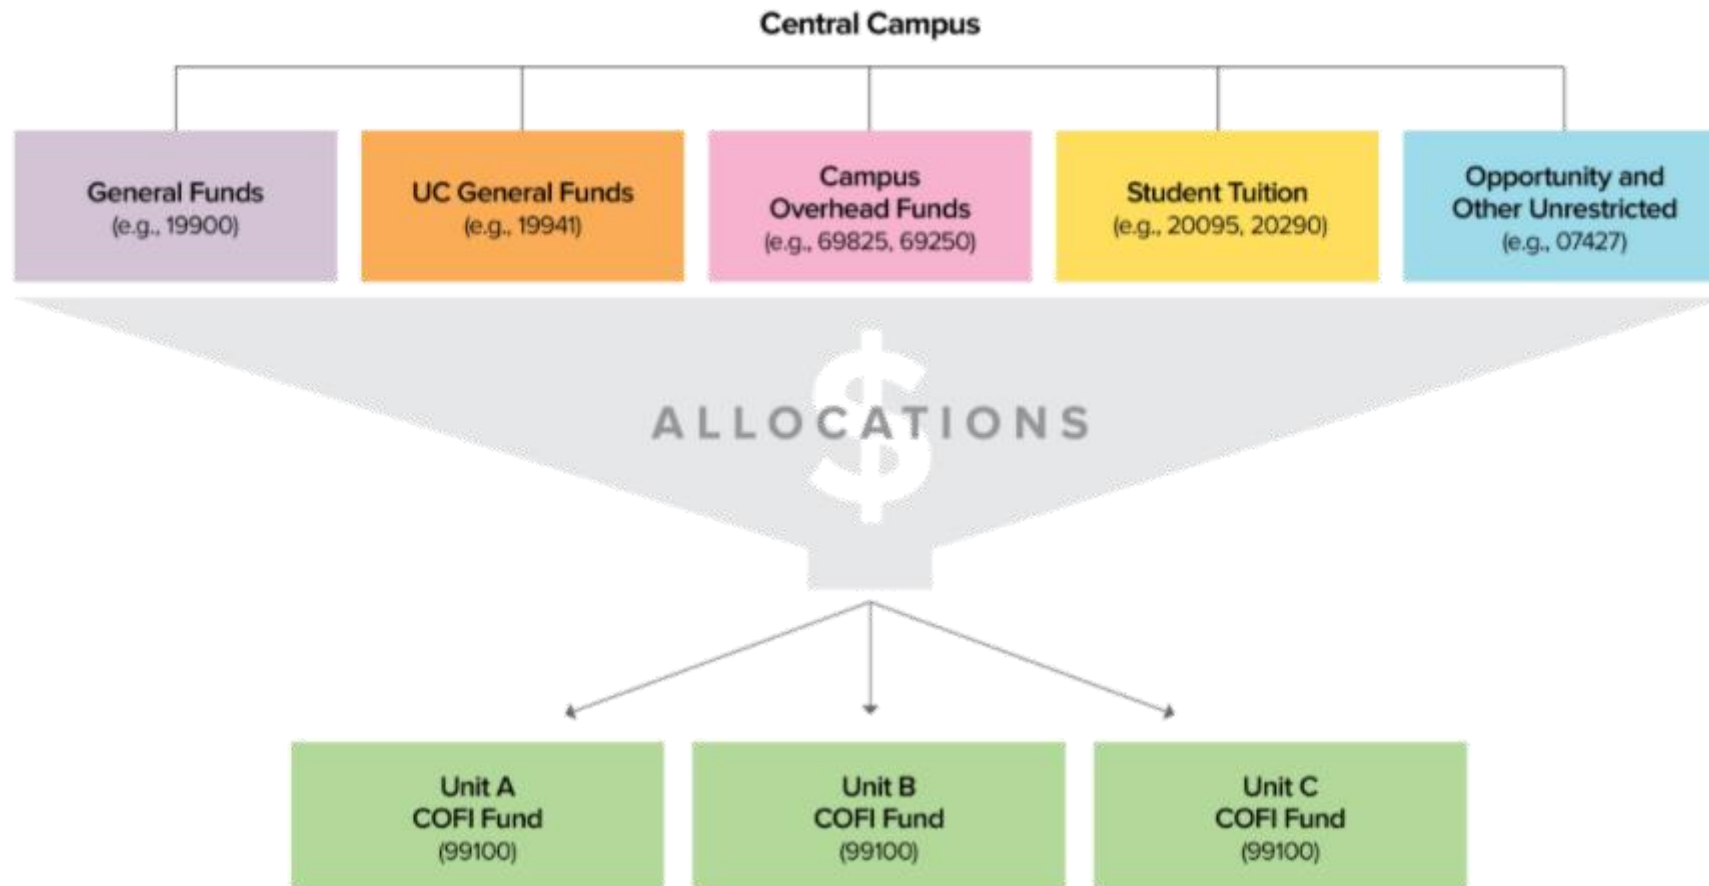 Central Campus
General Funds
(e.g., 19900)
UC General Funds
(e.g., 19941)
Campus
Overhead Funds
(e.g., 69825, 69250)
Student Tuition
(e.g., 20095, 20290)
Opportunity and
Other Unrestricted
(e.g., 07427)
$
ALLOCATIONS
Unit A
COFI Fund
(99100)
Unit B
COFI Fund
(99100)
Unit C
COFI Fund
(99100)